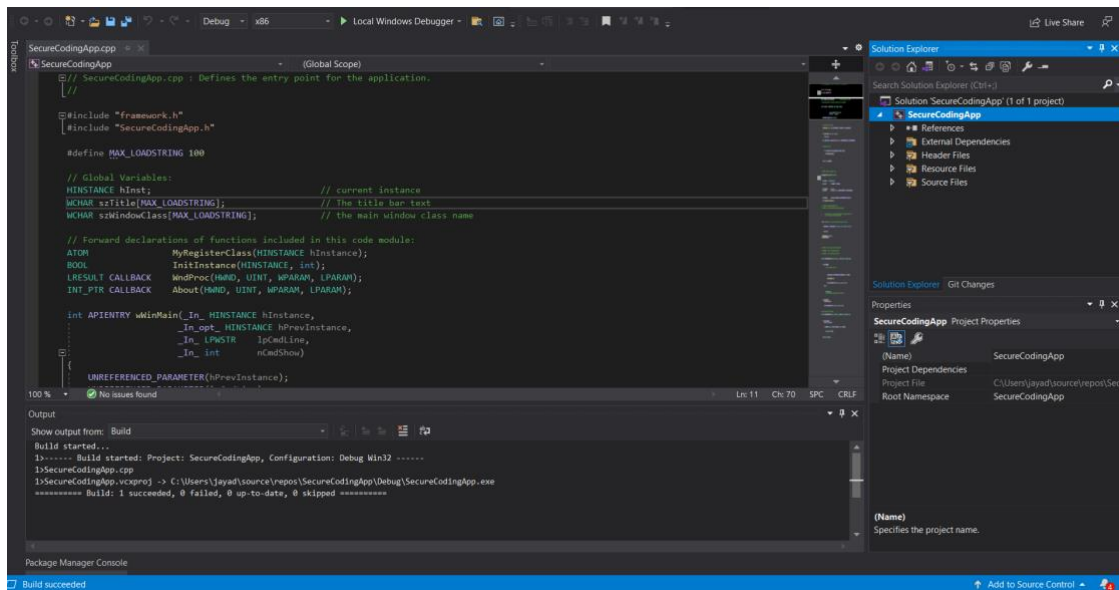 Debug x86 Local Windows Debugger Live Share
Toolbox
SecureCodingApp.cpp
SecureCodingApp (Global Scope)
// SecureCodingApp.cpp : Defines the entry point for the application.
//
#include "framework.h"
#include "SecureCodingApp.h"
#define MAX_LOADSTRING 100
// Global Variables:
HINSTANCE hInst; // current instance
WCHAR szTitle[MAX_LOADSTRING]; // The title bar text
WCHAR szWindowClass[MAX_LOADSTRING]; // the main window class name
// Forward declarations of functions included in this code module:
ATOM MyRegisterClass(HINSTANCE hInstance);
BOOL InitInstance(HINSTANCE, int);
LRESULT CALLBACK WndProc(HWND, UINT, WPARAM, LPARAM);
INT_PTR CALLBACK About(HWND, UINT, WPARAM, LPARAM);
int APIENTRY wWinMain(_In_ HINSTANCE hInstance,
_In_opt_ HINSTANCE hPrevInstance,
_In_ LPWSTR lpCmdLine,
_In_ int nCmdShow)
{
UNREFERENCED_PARAMETER(hPrevInstance);
100 % No issues found Ln: 11 Ch: 70 SPC CRLF
Output
Show output from: Build
Build started...
1>------ Build started: Project: SecureCodingApp, Configuration: Debug Win32 ------
1>SecureCodingApp.cpp
1>SecureCodingApp.vcxproj -> C:\Users\jayad\source\repos\SecureCodingApp\Debug\SecureCodingApp.exe
========== Build: 1 succeeded, 0 failed, 0 up-to-date, 0 skipped ==========
Package Manager Console
Build succeeded
Solution Explorer
Search Solution Explorer (Ctrl+;)
Solution 'SecureCodingApp' (1 of 1 project)
SecureCodingApp
References
External Dependencies
Header Files
Resource Files
Source Files
Solution Explorer Git Changes
Properties
SecureCodingApp Project Properties
(Name) SecureCodingApp
Project Dependencies
Project File C:\Users\jayad\source\repos\Sec
Root Namespace SecureCodingApp
(Name)
Specifies the project name.
Add to Source Control 4